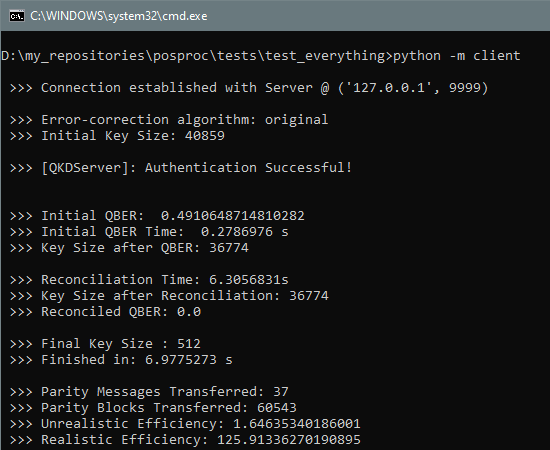 C:\WINDOWS\system32\cmd.exe
D:\my_repositories\posproc\tests\test_everything>python -m client
>>> Connection established with Server @ ('127.0.0.1', 9999)
>>> Error-correction algorithm: original
>>> Initial Key Size: 40859
>>> [QKDServer]: Authentication Successful!
>>> Initial QBER:  0.4910648714810282
>>> Initial QBER Time:  0.2786976 s
>>> Key Size after QBER: 36774
>>> Reconciliation Time: 6.3056831s
>>> Key Size after Reconciliation: 36774
>>> Reconciled QBER: 0.0
>>> Final Key Size : 512
>>> Finished in: 6.9775273 s
>>> Parity Messages Transferred: 37
>>> Parity Blocks Transferred: 60543
>>> Unrealistic Efficiency: 1.64635340186001
>>> Realistic Efficiency: 125.91336270190895